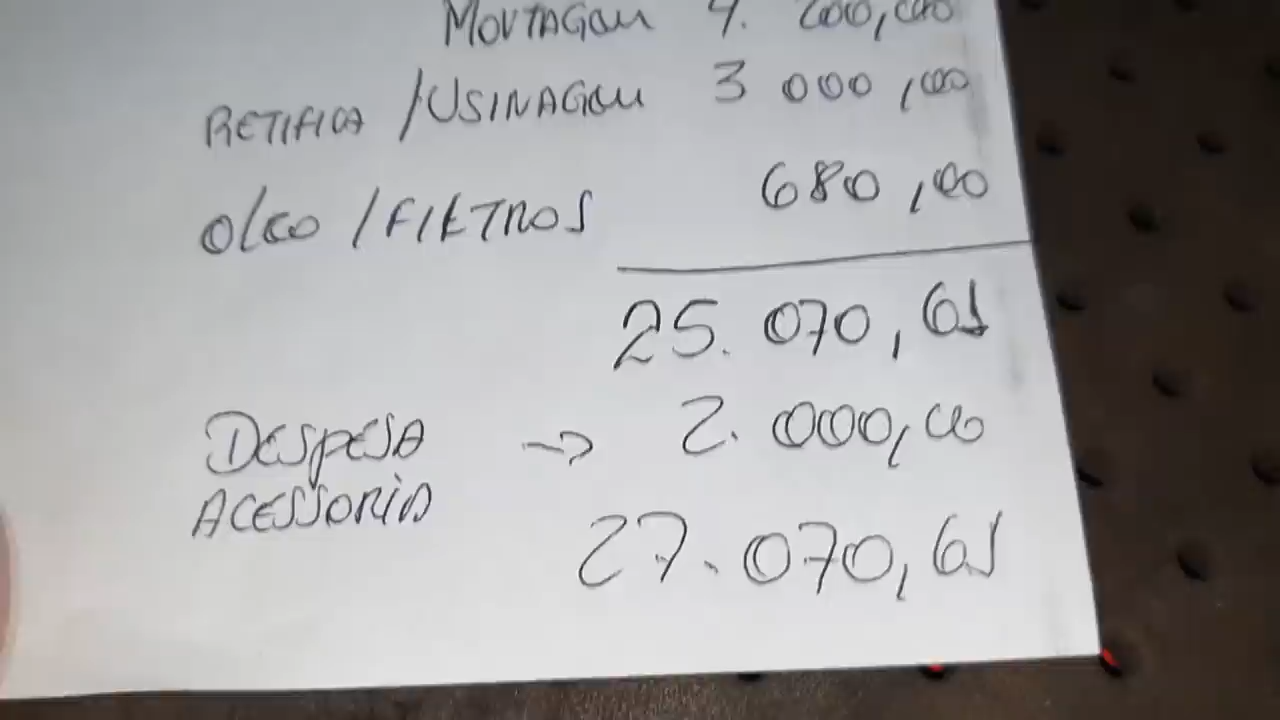 MONTAGEM 4. 200,000
RETIFICA / USINAGEM 3 000,00
OLEO / FILTROS 680,00
25.070,61
DESPESA → 2.000,00
ACESSORIA
27.070,61